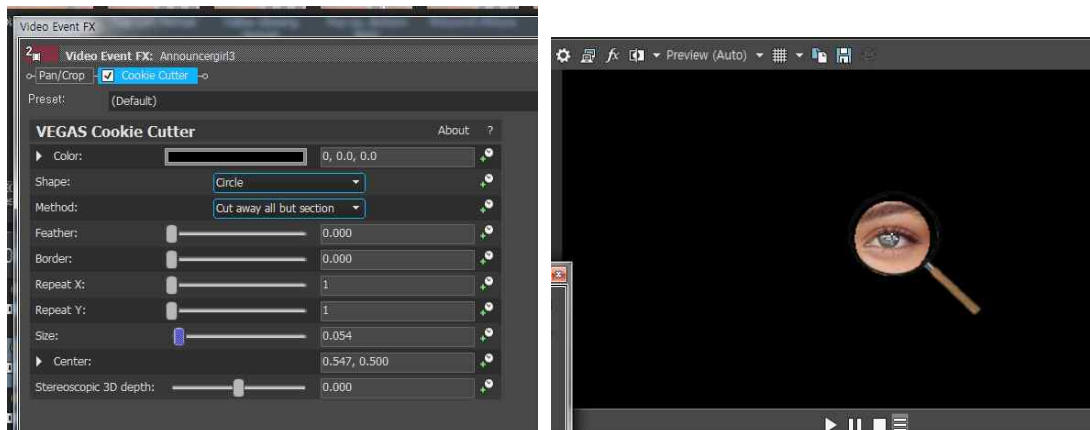 Video Event FX
Video Event FX: Announcergirl3
Pan/Crop Cookie Cutter
Preset: (Default)
VEGAS Cookie Cutter About ?
Color: 0, 0.0, 0.0
Shape: Circle
Method: Cut away all but section
Feather: 0.000
Border: 0.000
Repeat X: 1
Repeat Y: 1
Size: 0.054
Center: 0.547, 0.500
Stereoscopic 3D depth: 0.000
fx Preview (Auto)